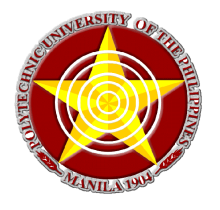 POLYTECHNIC UNIVERSITY OF THE PHILIPPINES
MANILA 1904